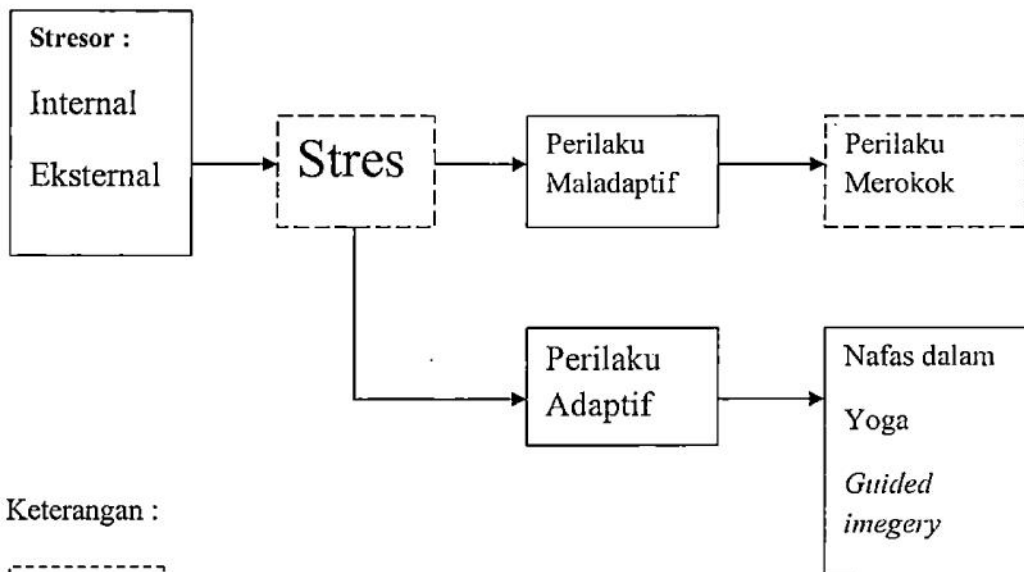 Stresor :
Internal
Eksternal
Stres
Perilaku
Maladaptif
Perilaku
Merokok
Perilaku
Adaptif
Nafas dalam
Yoga
Guided
imegery
Keterangan :